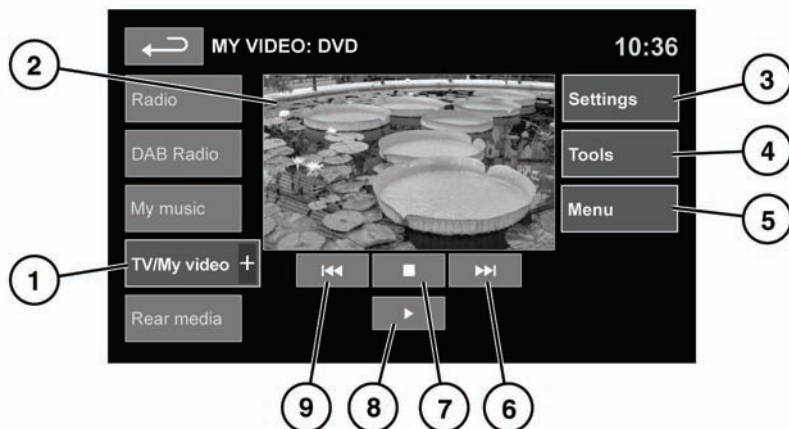 MY VIDEO: DVD 10:36
2
3
Radio
Settings
DAB Radio
Tools
4
My music
Menu
5
1
TV/My video +
Rear media
9
8
7
6